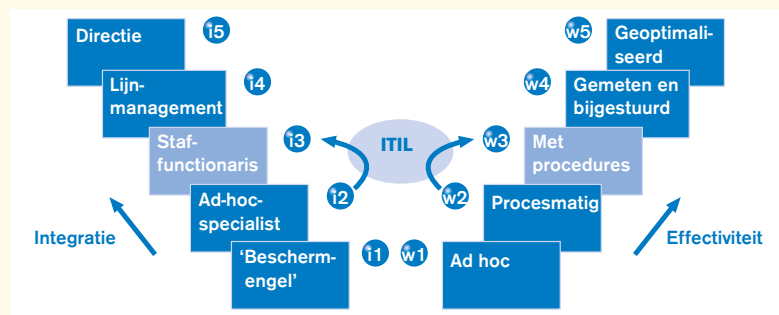 Directie
i5
w5
Geoptimali-
seerd
Lijn-
management
i4
w4
Gemeten en
bijgestuurd
Staf-
functionaris
i3
ITIL
w3
Met
procedures
Ad-hoc-
specialist
i2
w2
Procesmatig
Integratie
Effectiviteit
‘Bescherm-
engel’
i1
w1
Ad hoc